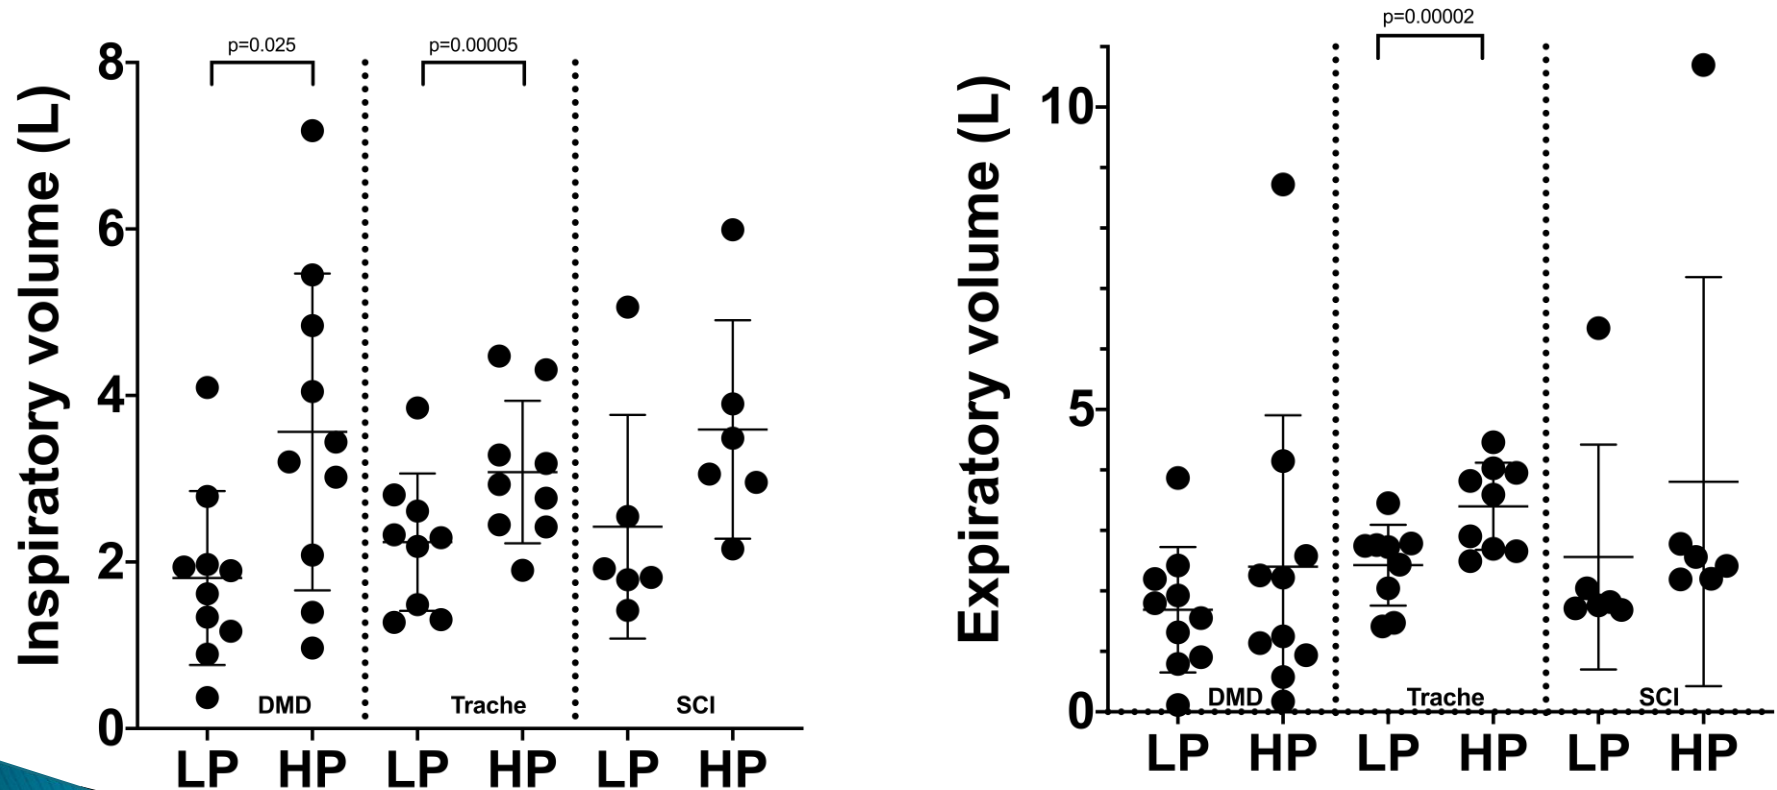 p=0.025
p=0.00005
Inspiratory volume (L)
8
6
4
2
0
DMD
Trache
SCI
LP
HP
LP
HP
LP
HP
p=0.00002
Expiratory volume (L)
10
5
0
DMD
Trache
SCI
LP
HP
LP
HP
LP
HP